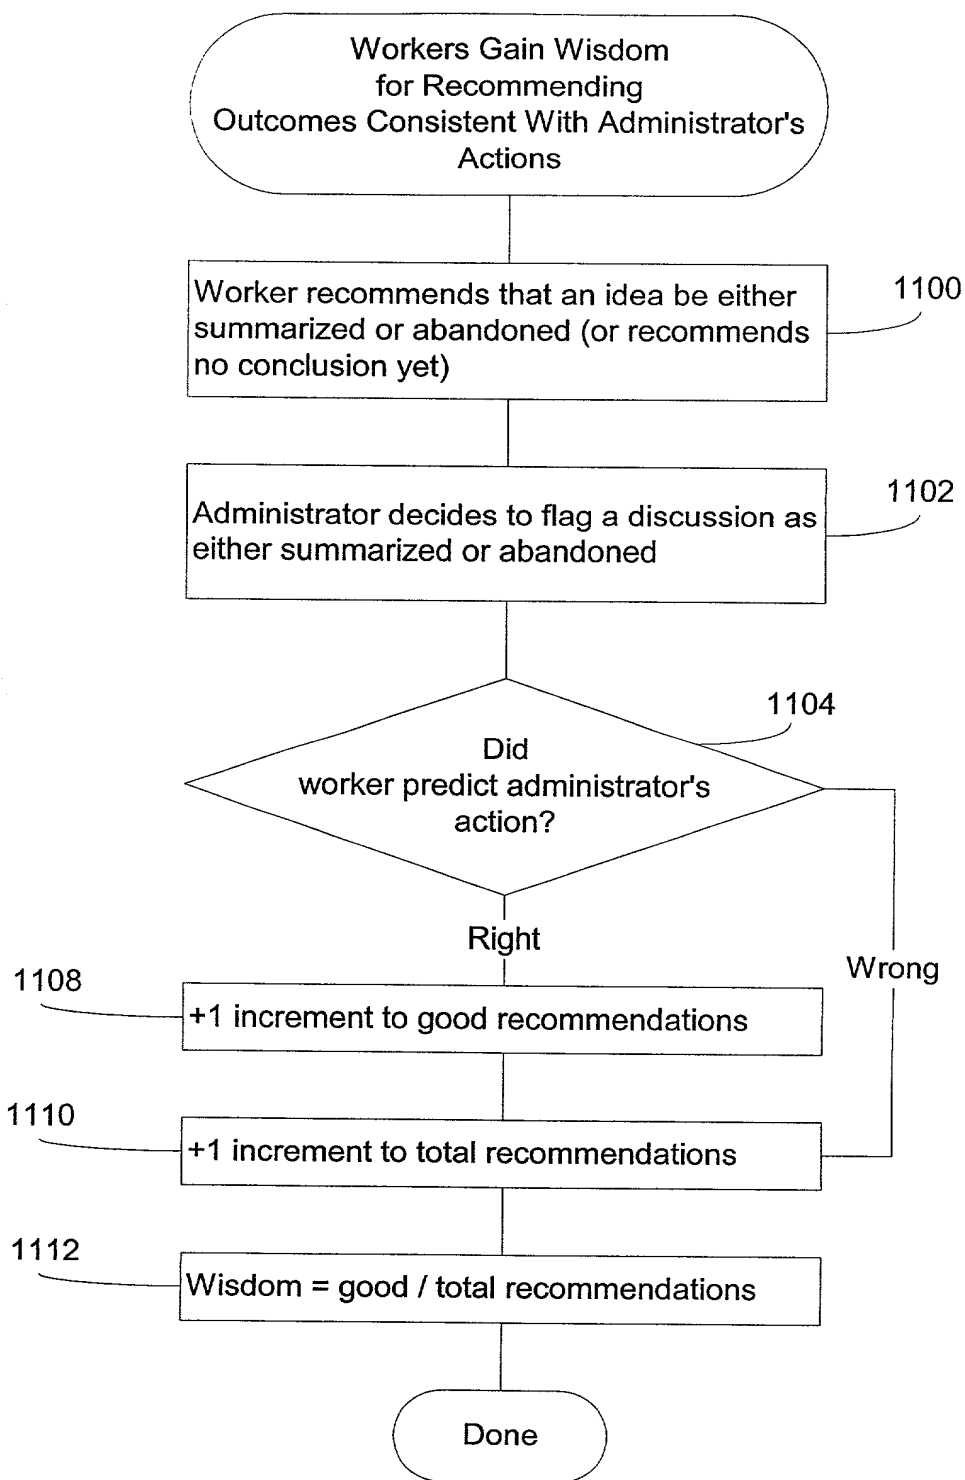 Workers Gain Wisdom
for Recommending
Outcomes Consistent With Administrator's
Actions
Worker recommends that an idea be either
summarized or abandoned (or recommends
no conclusion yet)
1100
Administrator decides to flag a discussion as
either summarized or abandoned
1102
1104
Did
worker predict administrator's
action?
Right
Wrong
1108
+1 increment to good recommendations
1110
+1 increment to total recommendations
1112
Wisdom = good / total recommendations
Done